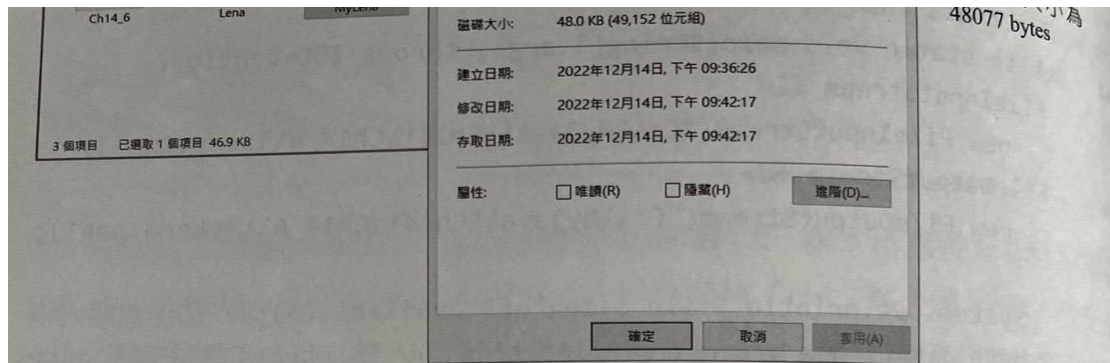 Ch14_6
Lena
MyLena
3 個項目 已選取 1 個項目 46.9 KB
磁碟大小: 48.0 KB (49,152 位元組)
建立日期: 2022年12月14日, 下午 09:36:26
修改日期: 2022年12月14日, 下午 09:42:17
存取日期: 2022年12月14日, 下午 09:42:17
屬性: 唯讀(R) 隱藏(H) 進階(D)...
確定 取消 套用(A)
小為
48077 bytes